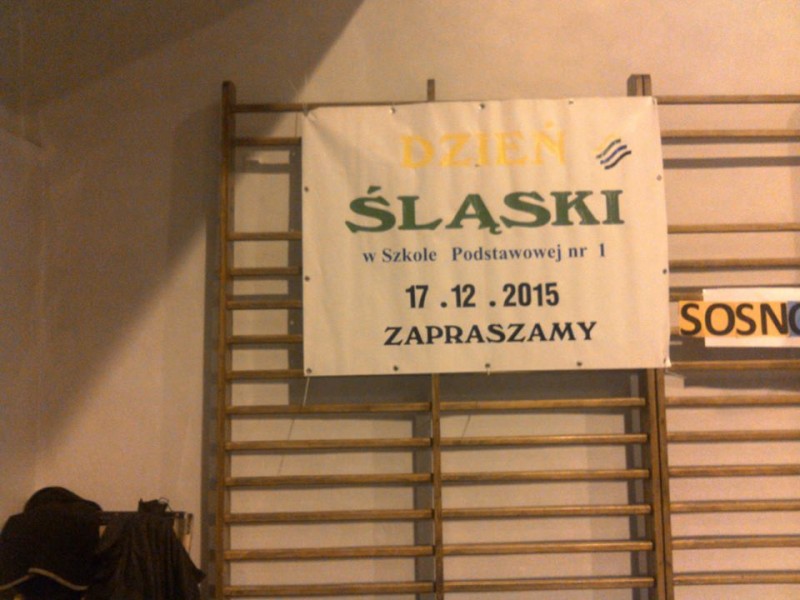 DZIEŃ
ŚLĄSKI
w Szkole Podstawowej nr 1
17.12.2015
ZAPRASZAMY
SOSNO